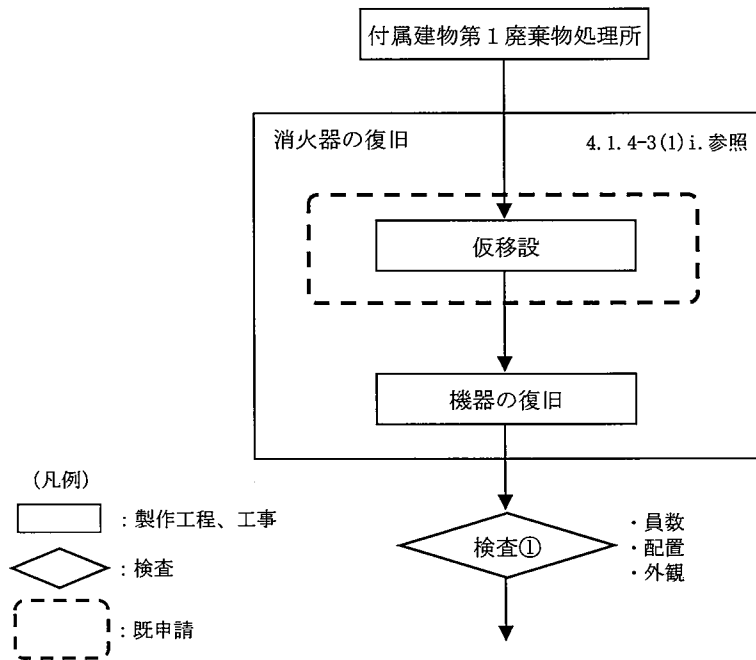 付属建物第１廃棄物処理所
消火器の復旧
4.1.4-3(1)i.参照
仮移設
機器の復旧
検査①
・員数
・配置
・外観
(凡例)
：製作工程、工事
：検査
：既申請